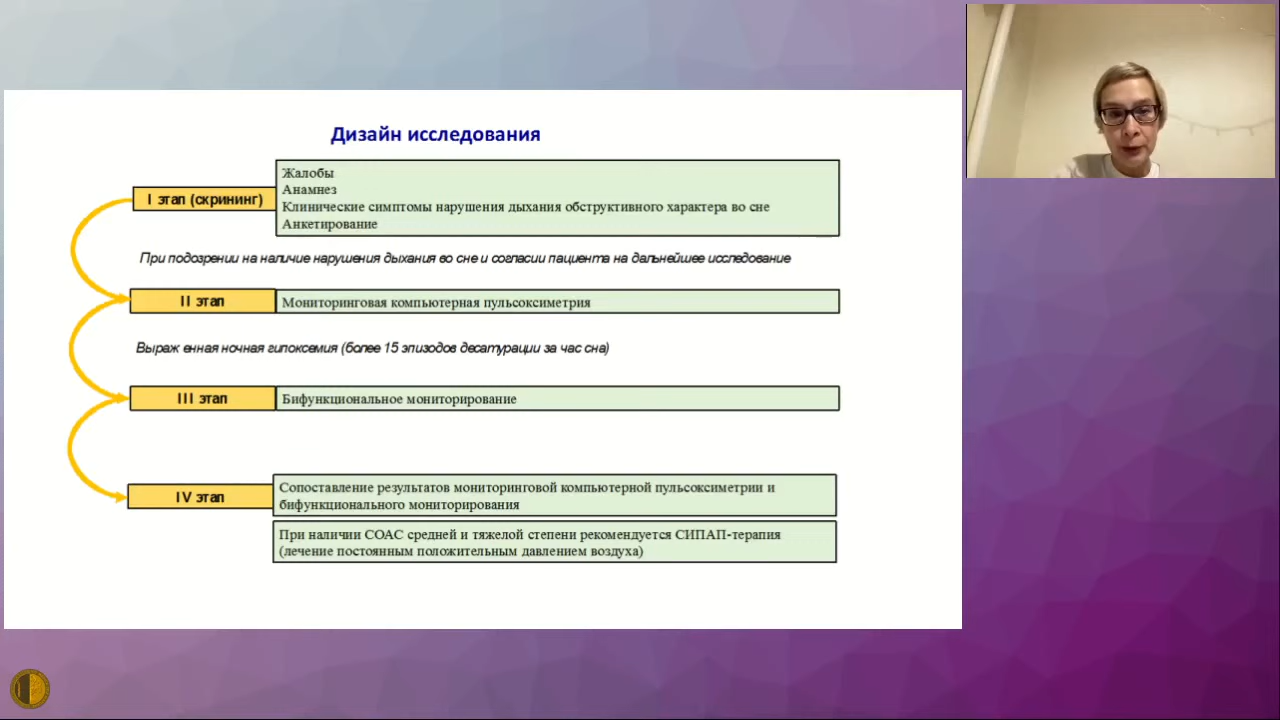 Дизайн исследования
I этап (скрининг)
Жалобы
Анамнез
Клинические симптомы нарушения дыхания обструктивного характера во сне
Анкетирование
При подозрении на наличие нарушения дыхания во сне и согласии пациента на дальнейшее исследование
II этап
Мониторинговая компьютерная пульсоксиметрия
Выраж енная ночная гипоксемия (более 15 эпизодов десатурации за час сна)
III этап
Бифункциональное мониторирование
IV этап
Сопоставление результатов мониторинговой компьютерной пульсоксиметрии и
бифункционального мониторирования
При наличии СОАС средней и тяжелой степени рекомендуется СИПАП-терапия
(лечение постоянным положительным давлением воздуха)